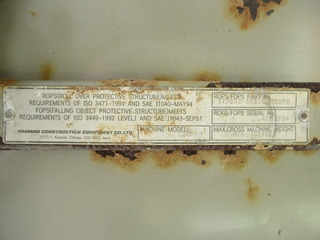 ROPS(ROLL OVER PROTECTIVE STRUCTURE)MEETS
REQUIREMENTS OF ISO 3471-1994 AND SAE J1040-MAY94
FOPS(FALLING OBJECT PROTECTIVE STRUCTURE)MEETS
REQUIREMENTS OF ISO 3449-1992 LEVEL I AND SAE J1043-SEP87
YANMAR CONSTRUCTION EQUIPMENT CO.,LTD.
MACHINE MODEL
ROPS/FOPS PART NO.
ROPS/FOPS SERIAL NO.
MAX.GROSS MACHINE WEIGHT